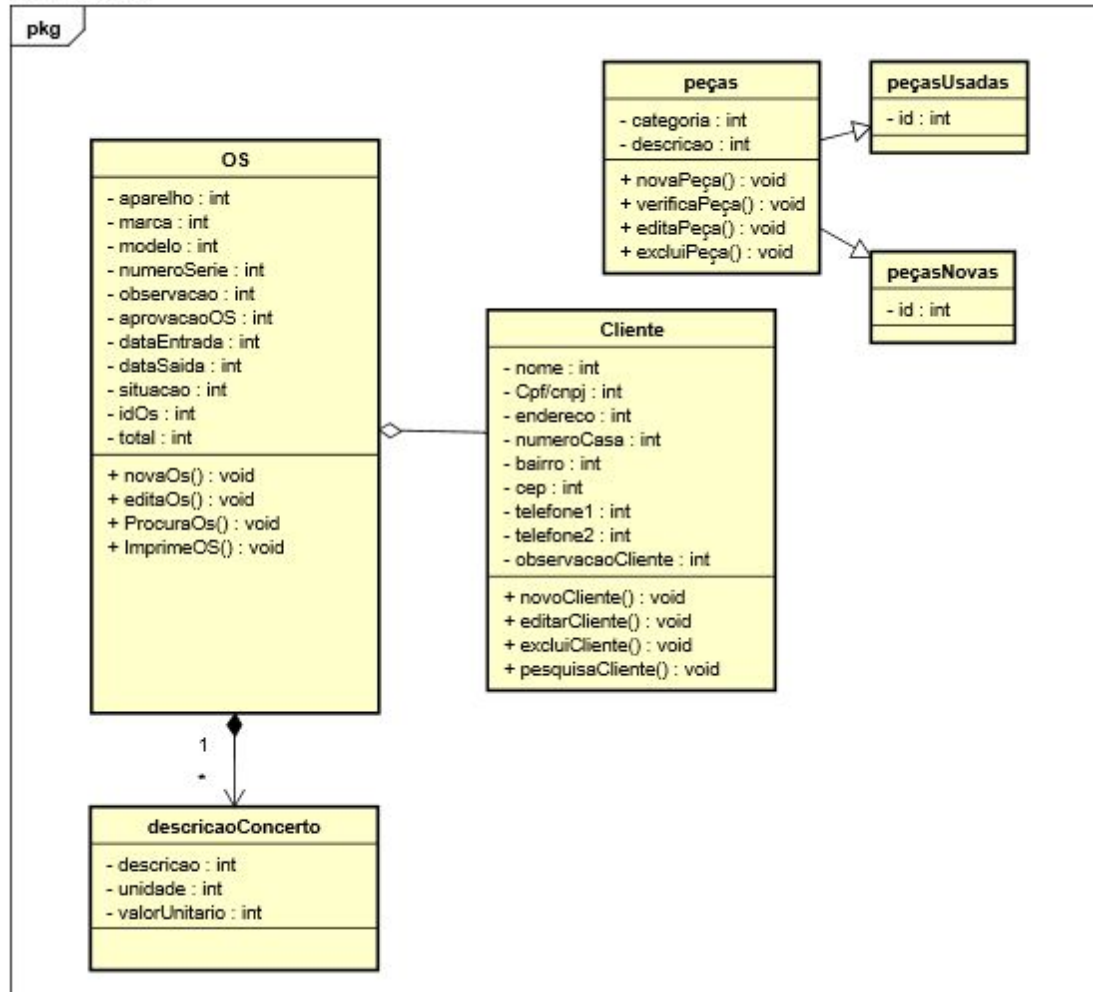 pkg
peças
- categoria : int
- descricao : int
+ novaPeça() : void
+ verificaPeça() : void
+ editaPeça() : void
+ excluiPeça() : void
peçasUsadas
- id : int
peçasNovas
- id : int
OS
- aparelho : int
- marca : int
- modelo : int
- numeroSerie : int
- observacao : int
- aprovacaoOS : int
- dataEntrada : int
- dataSaida : int
- situacao : int
- idOs : int
- total : int
+ novaOs() : void
+ editaOs() : void
+ ProcuraOs() : void
+ ImprimeOS() : void
Cliente
- nome : int
- Cpf/cnpj : int
- endereco : int
- numeroCasa : int
- bairro : int
- cep : int
- telefone1 : int
- telefone2 : int
- observacaoCliente : int
+ novoCliente() : void
+ editarCliente() : void
+ excluiCliente() : void
+ pesquisaCliente() : void
1
*
descricaoConcerto
- descricao : int
- unidade : int
- valorUnitario : int